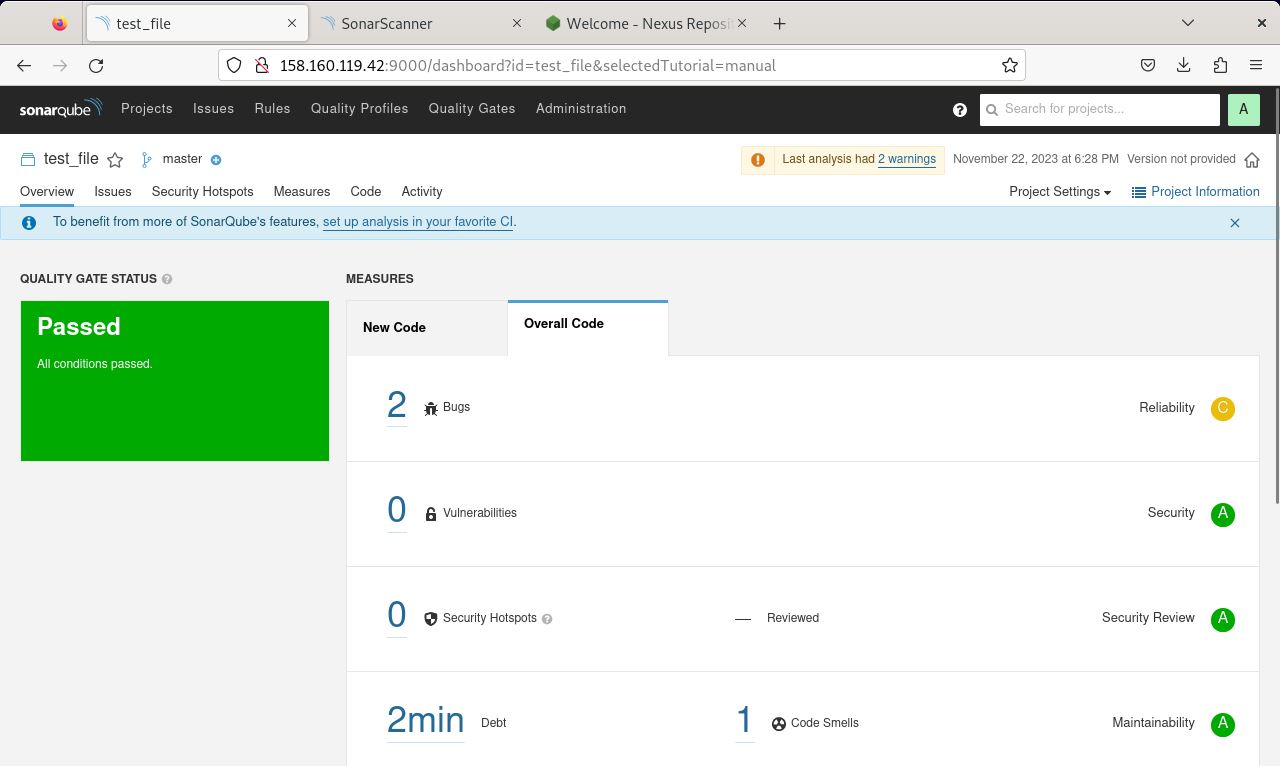 test_file
SonarScanner
Welcome - Nexus Reposi
158.160.119.42:9000/dashboard?id=test_file&selectedTutorial=manual
sonarqube Projects Issues Rules Quality Profiles Quality Gates Administration ? Search for projects... A
test_file master Last analysis had 2 warnings November 22, 2023 at 6:28 PM Version not provided
Overview Issues Security Hotspots Measures Code Activity Project Settings Project Information
To benefit from more of SonarQube's features, set up analysis in your favorite CI.
QUALITY GATE STATUS ?
Passed
All conditions passed.
MEASURES
New Code Overall Code
2 Bugs Reliability C
0 Vulnerabilities Security A
0 Security Hotspots ? — Reviewed Security Review A
2min Debt 1 Code Smells Maintainability A